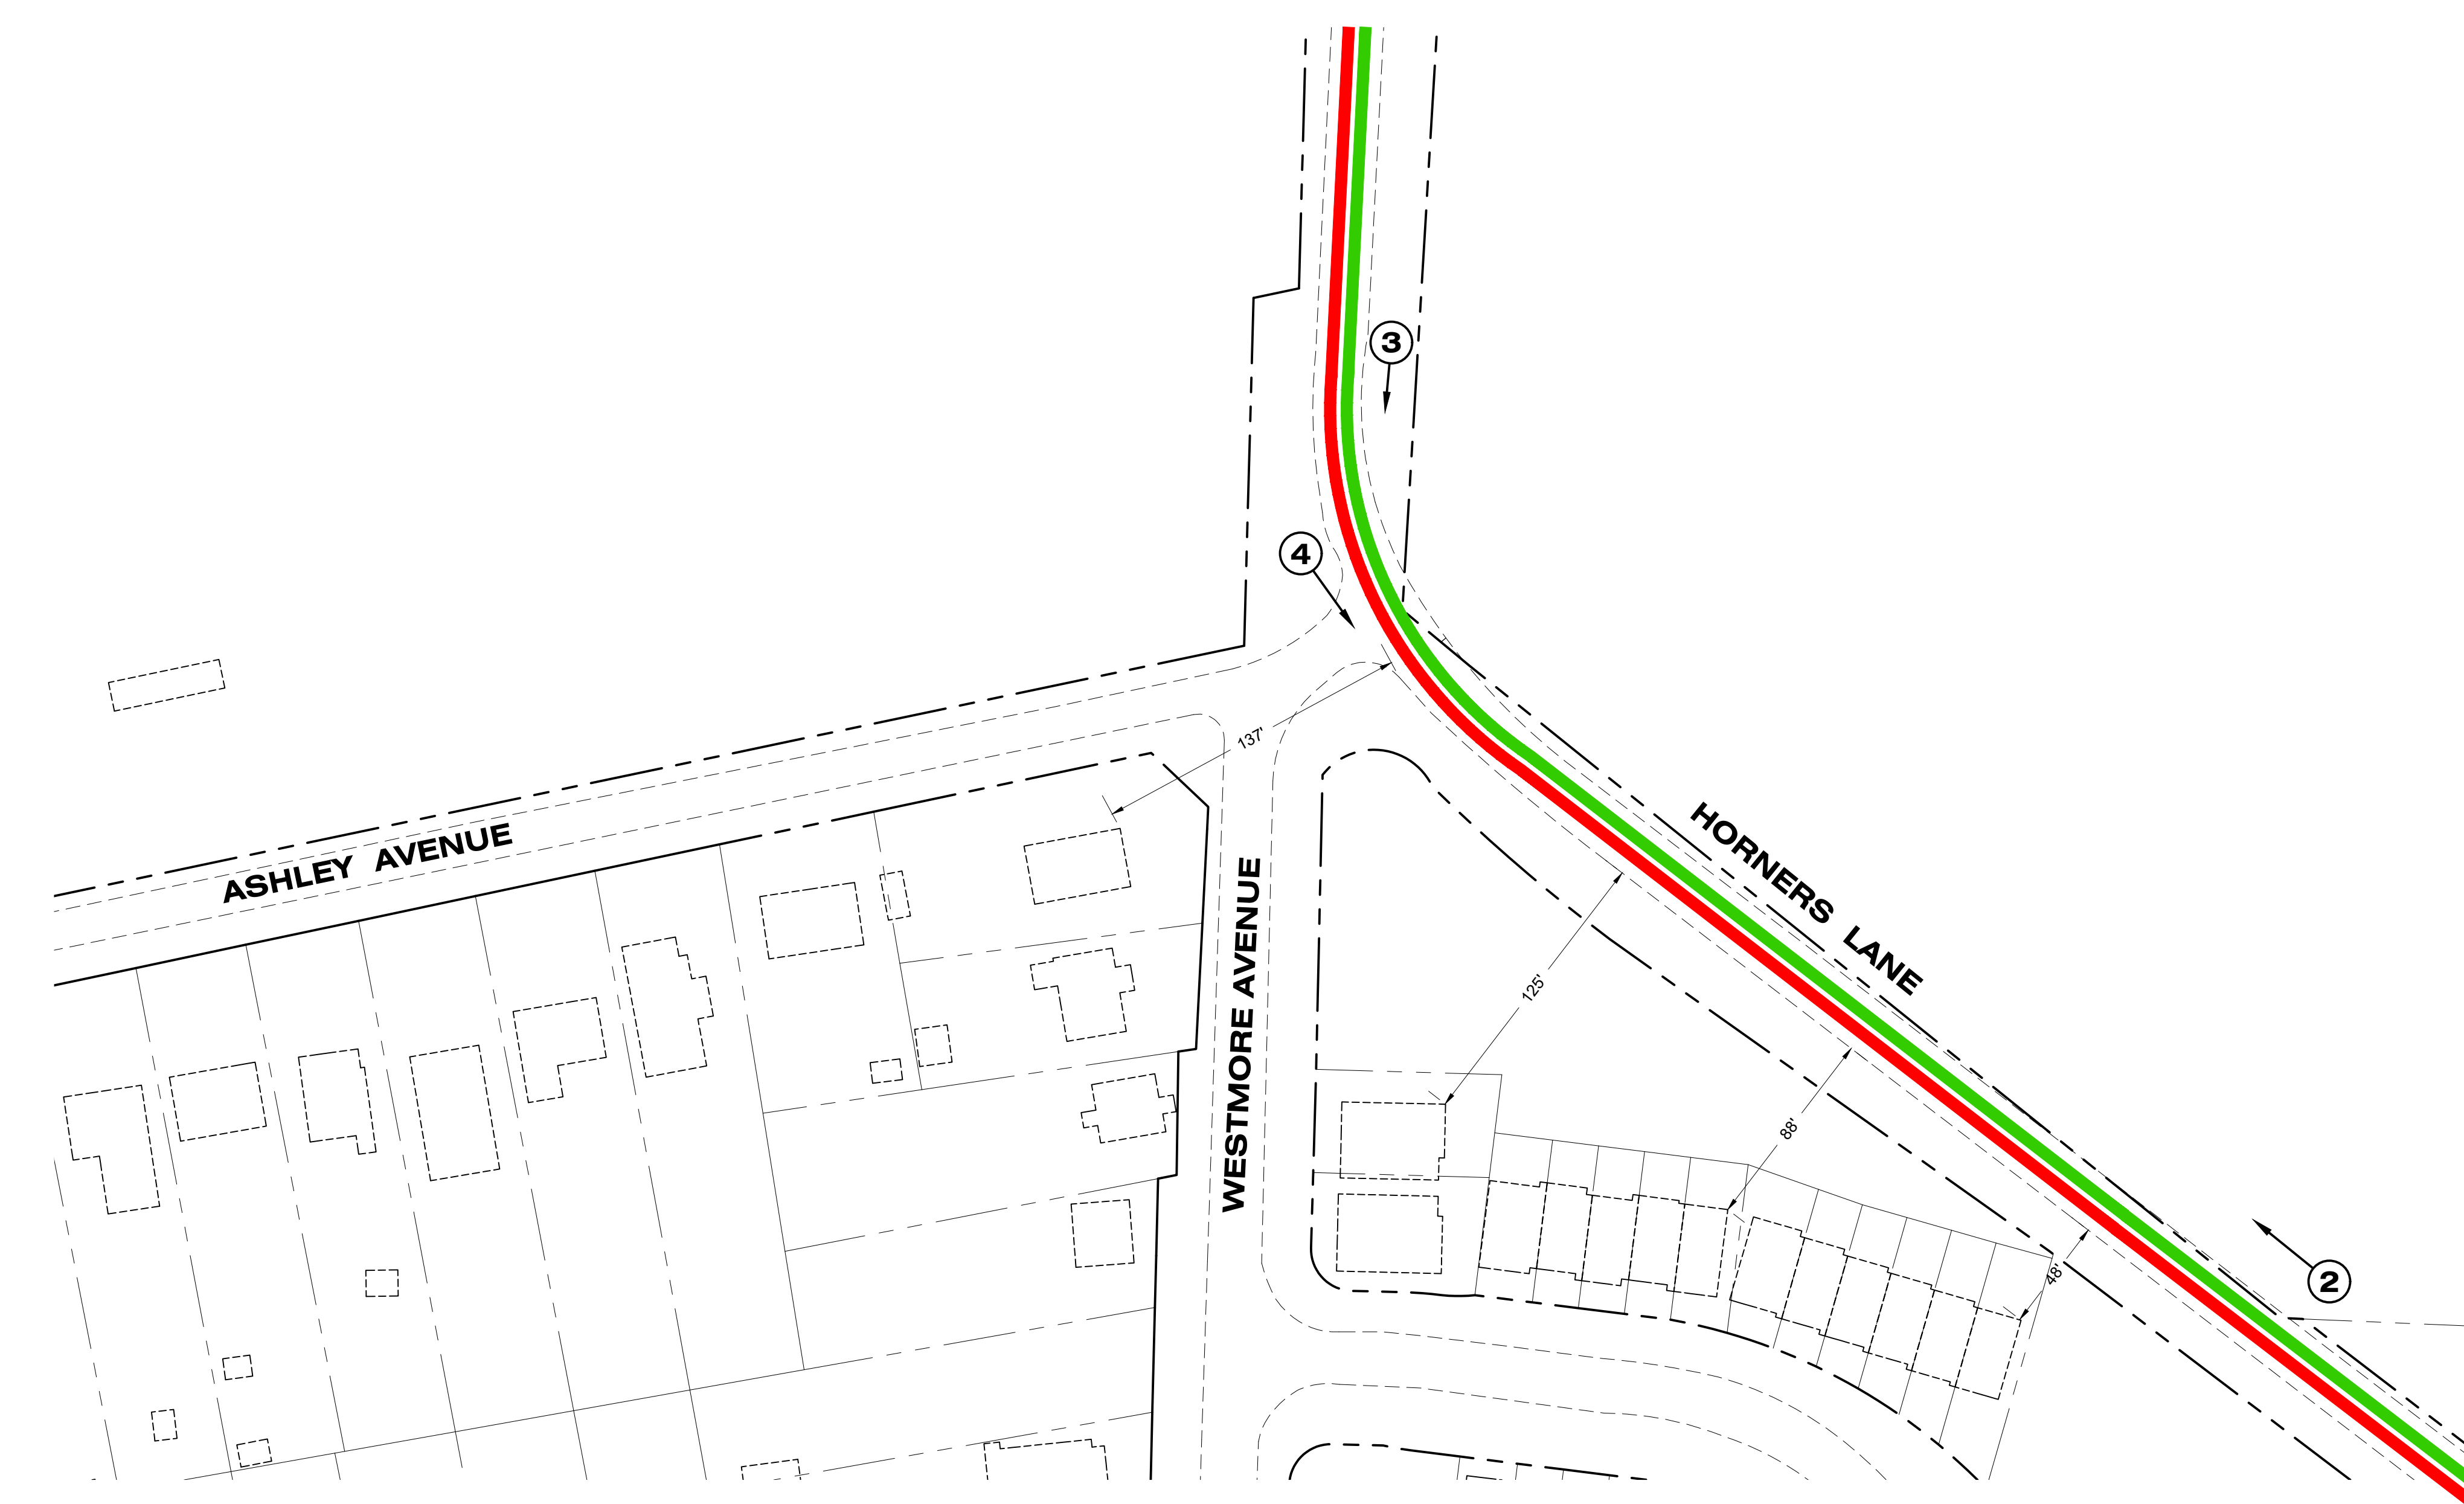 3
4
137'
HORNERS LANE
ASHLEY AVENUE
WESTMORE AVENUE
125'
88'
48'
2